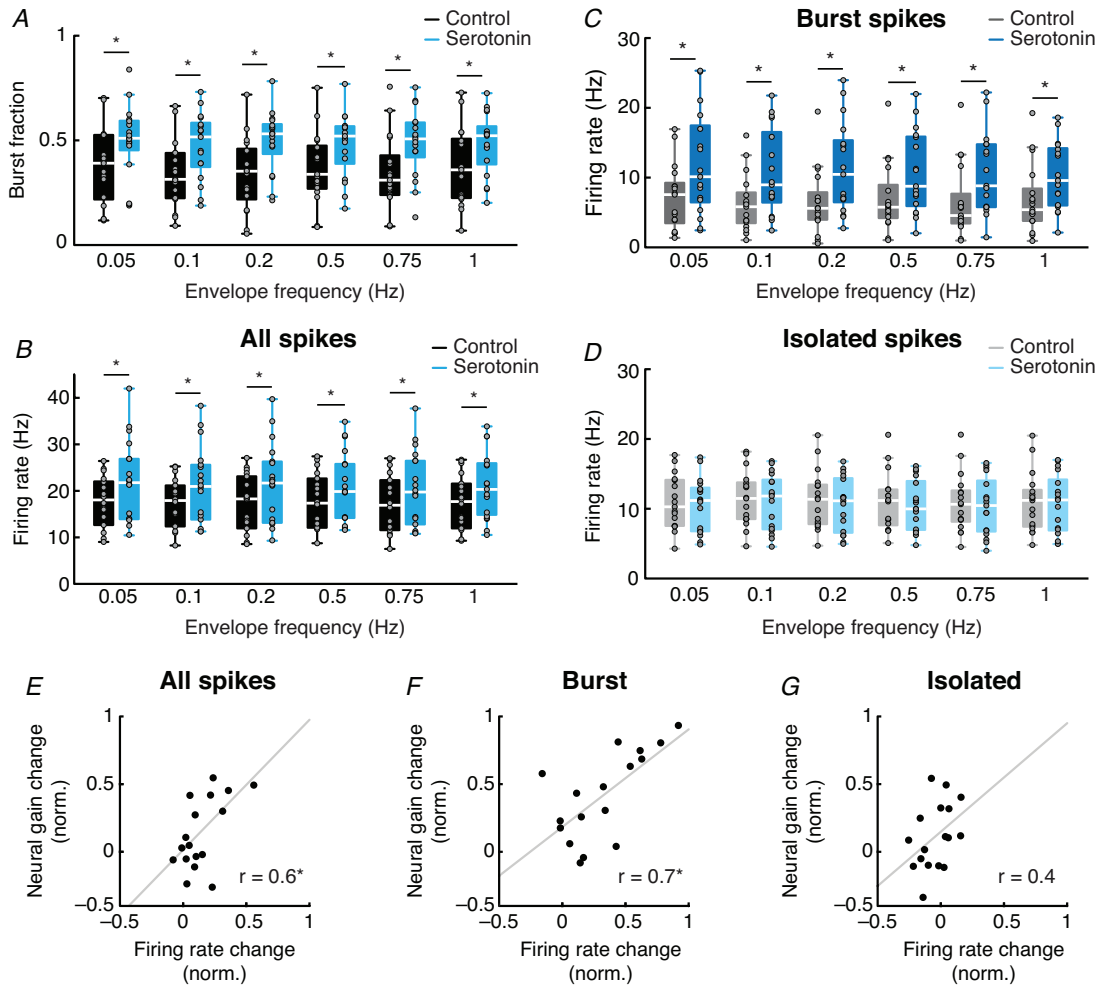 A
Control
Serotonin
*
*
*
*
*
*
1
0.5
0
Burst fraction
0.05 0.1 0.2 0.5 0.75 1
Envelope frequency (Hz)
C
Burst spikes
Control
Serotonin
*
*
*
*
*
*
30
20
10
0
Firing rate (Hz)
0.05 0.1 0.2 0.5 0.75 1
Envelope frequency (Hz)
B
All spikes
Control
Serotonin
*
*
*
*
*
*
40
30
20
10
0
Firing rate (Hz)
0.05 0.1 0.2 0.5 0.75 1
Envelope frequency (Hz)
D
Isolated spikes
Control
Serotonin
30
20
10
0
Firing rate (Hz)
0.05 0.1 0.2 0.5 0.75 1
Envelope frequency (Hz)
E
All spikes
1
0.5
0
–0.5
Neural gain change
(norm.)
r = 0.6*
–0.5 0 0.5 1
Firing rate change
(norm.)
F
Burst
1
0.5
0
–0.5
Neural gain change
(norm.)
r = 0.7*
–0.5 0 0.5 1
Firing rate change
(norm.)
G
Isolated
1
0.5
0
–0.5
Neural gain change
(norm.)
r = 0.4
–0.5 0 0.5 1
Firing rate change
(norm.)